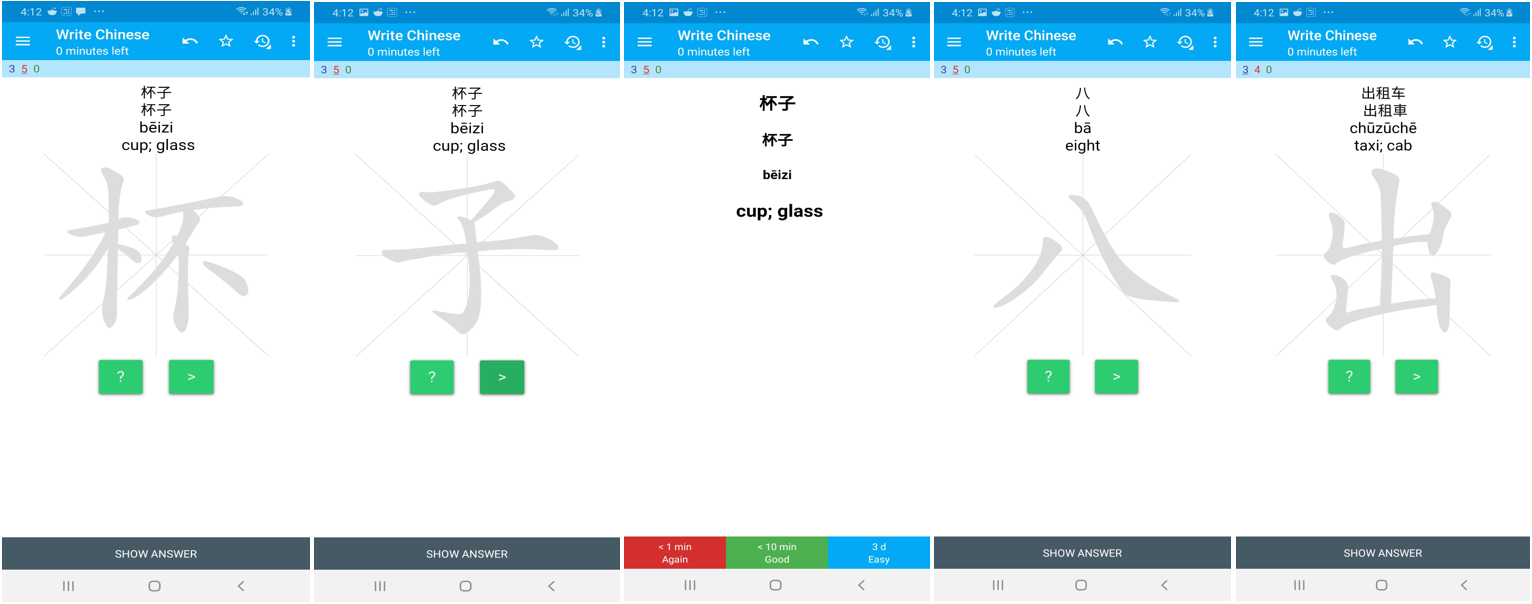 4:12 34%
Write Chinese
0 minutes left
3 5 0
杯子
杯子
bēizi
cup; glass
杯
?
>
SHOW ANSWER
4:12 34%
Write Chinese
0 minutes left
3 5 0
杯子
杯子
bēizi
cup; glass
子
?
>
SHOW ANSWER
4:12 34%
Write Chinese
0 minutes left
3 5 0
杯子
杯子
bēizi
cup; glass
< 1 min
Again
< 10 min
Good
3 d
Easy
4:12 34%
Write Chinese
0 minutes left
3 5 0
八
八
bā
eight
八
?
>
SHOW ANSWER
4:12 34%
Write Chinese
0 minutes left
3 4 0
出租车
出租車
chūzūchē
taxi; cab
出
?
>
SHOW ANSWER